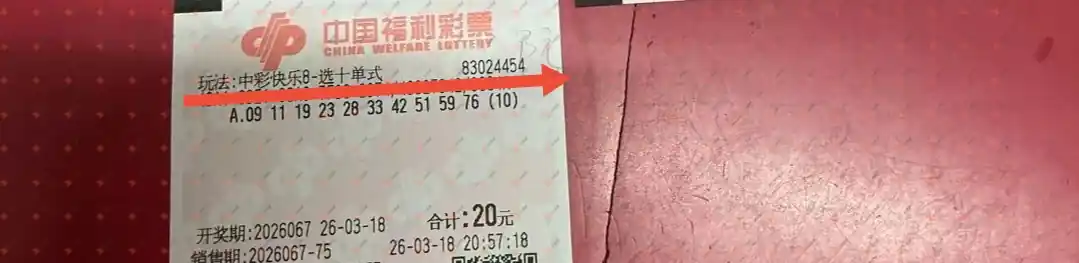 中国福利彩票
CHINA WELFARE LOTTERY
玩法:中彩快乐8-选十单式 83024454
A.09 11 19 23 28 33 42 51 59 76 (10)
开奖期:2026067 26-03-18 合计:20元
销售期:2026067-75 26-03-18 20:57:18